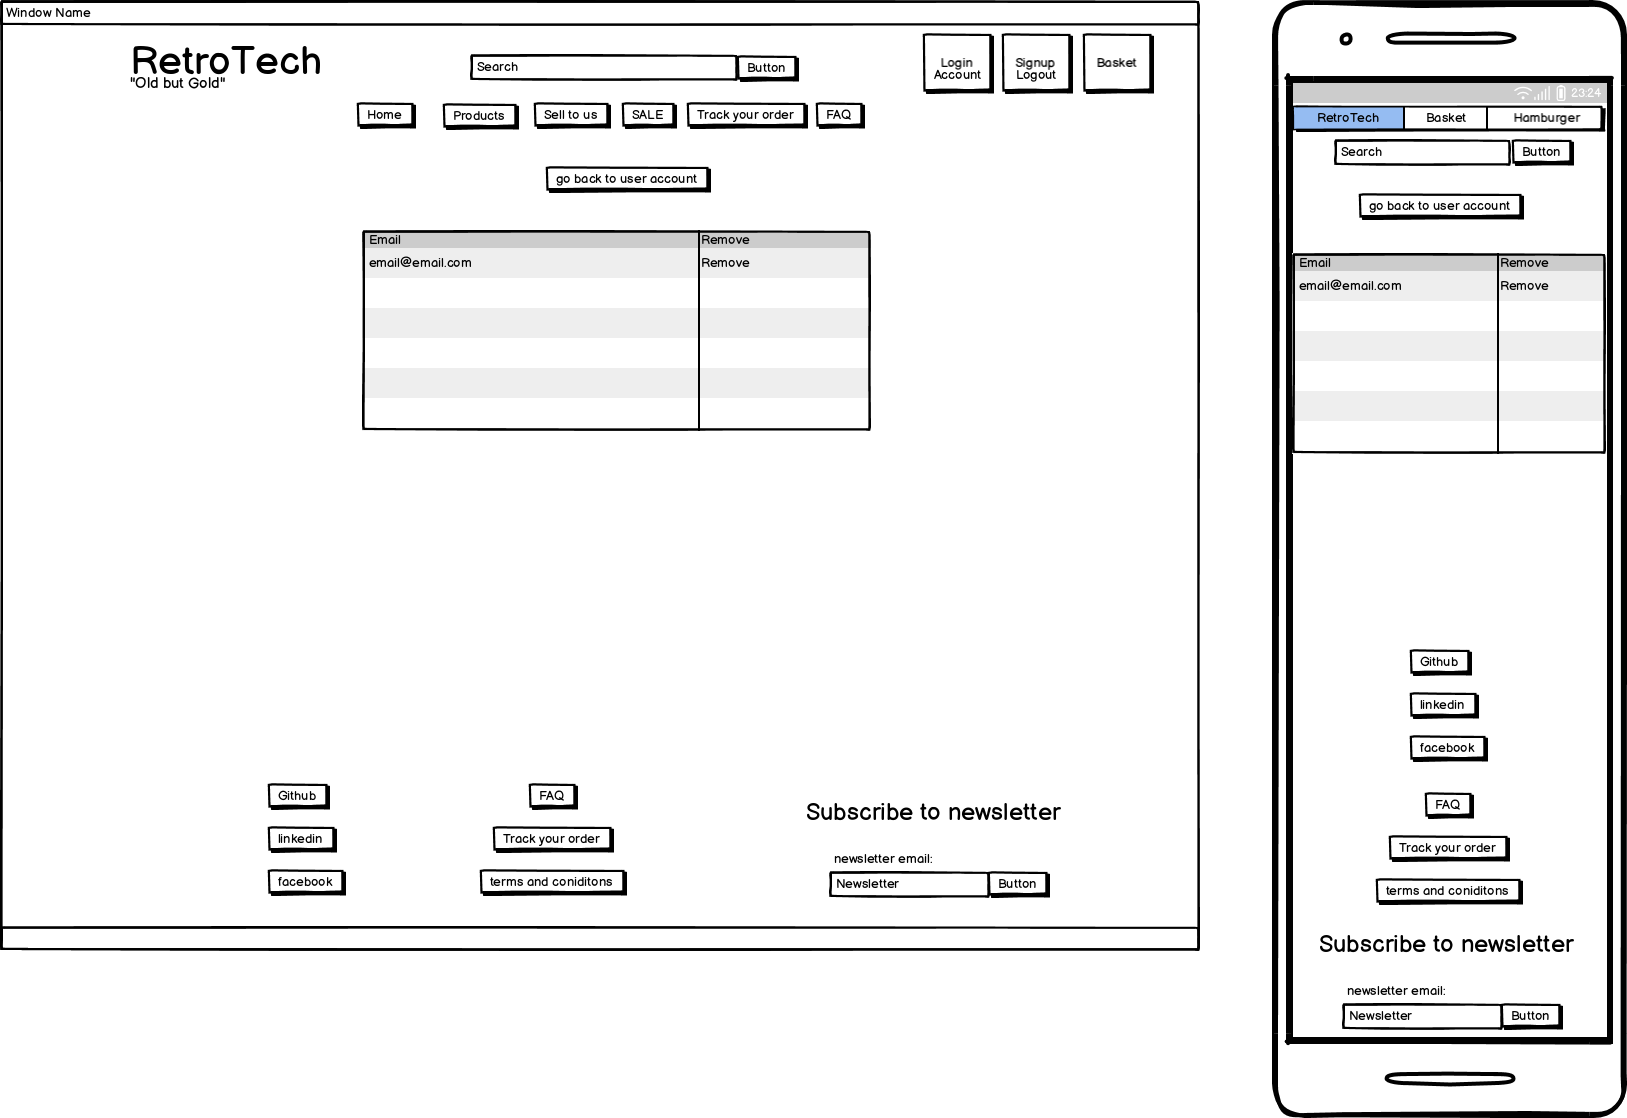 Window Name
RetroTech
"Old but Gold"
Search
Button
Login
Account
Signup
Logout
Basket
Home
Products
Sell to us
SALE
Track your order
FAQ
go back to user account
Email
Remove
email@email.com
Remove
Github
linkedin
facebook
FAQ
Track your order
terms and coniditons
Subscribe to newsletter
newsletter email:
Newsletter
Button
23:24
RetroTech
Basket
Hamburger
Search
Button
go back to user account
Email
Remove
email@email.com
Remove
Github
linkedin
facebook
FAQ
Track your order
terms and coniditons
Subscribe to newsletter
newsletter email:
Newsletter
Button